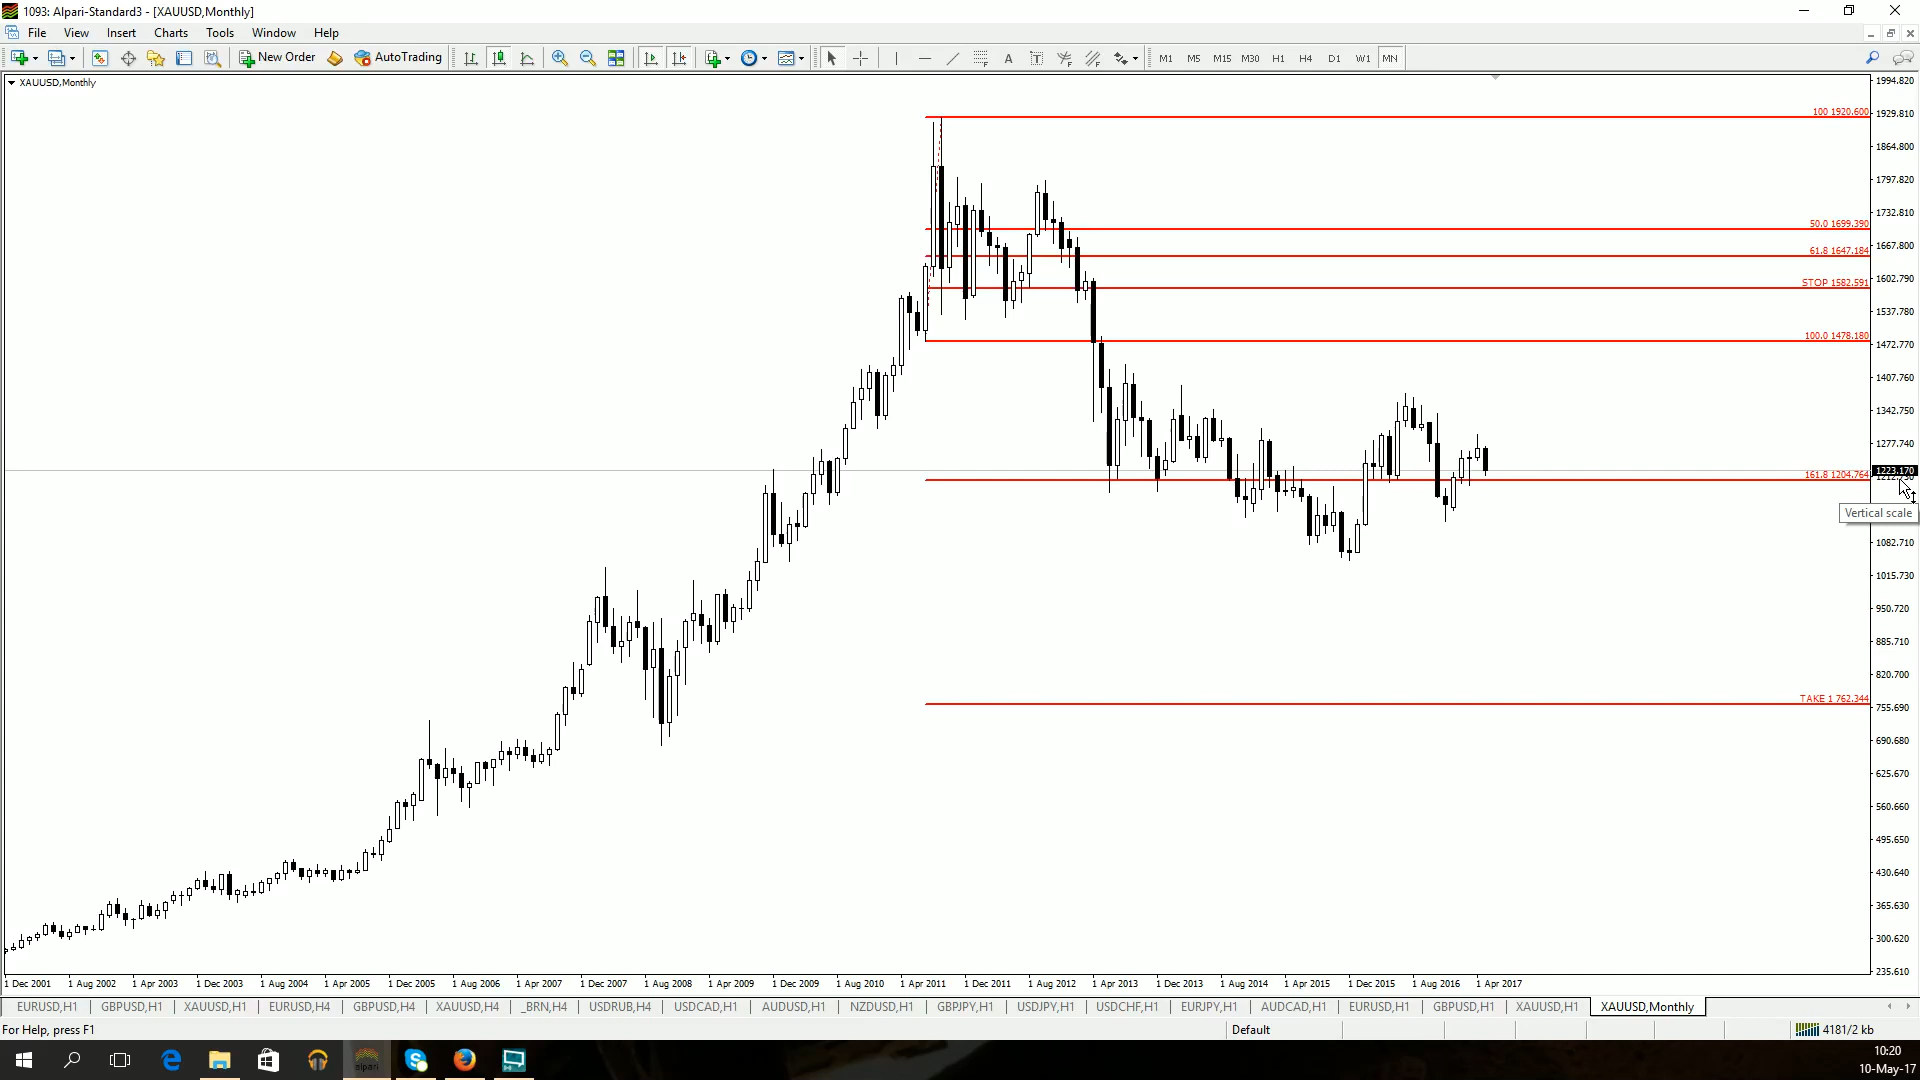 1093: Alpari-Standard3 - [XAUUSD,Monthly]
File View Insert Charts Tools Window Help
New Order AutoTrading A T M1 M5 M15 M30 H1 H4 D1 W1 MN
XAUUSD,Monthly
1994.820
100 1920.600
1929.810
1864.800
1797.820
1732.810
50.0 1699.390
1667.800
61.8 1647.184
1602.790
STOP 1582.591
1537.780
100.0 1478.180
1472.770
1407.760
1342.750
1277.740
1223.170
161.8 1204.764
1212.730
Vertical scale
1082.710
1015.730
950.720
885.710
820.700
TAKE 1 762.344
755.690
690.680
625.670
560.660
495.650
430.640
365.630
300.620
235.610
1 Dec 2001 1 Aug 2002 1 Apr 2003 1 Dec 2003 1 Aug 2004 1 Apr 2005 1 Dec 2005 1 Aug 2006 1 Apr 2007 1 Dec 2007 1 Aug 2008 1 Apr 2009 1 Dec 2009 1 Aug 2010 1 Apr 2011 1 Dec 2011 1 Aug 2012 1 Apr 2013 1 Dec 2013 1 Aug 2014 1 Apr 2015 1 Dec 2015 1 Aug 2016 1 Apr 2017
EURUSD,H1 GBPUSD,H1 XAUUSD,H1 EURUSD,H4 GBPUSD,H4 XAUUSD,H4 _BRN,H4 USDRUB,H4 USDCAD,H1 AUDUSD,H1 NZDUSD,H1 GBPJPY,H1 USDJPY,H1 USDCHF,H1 EURJPY,H1 AUDCAD,H1 EURUSD,H1 GBPUSD,H1 XAUUSD,H1 XAUUSD,Monthly
For Help, press F1 Default 4181/2 kb
alpari
10:20
10-May-17